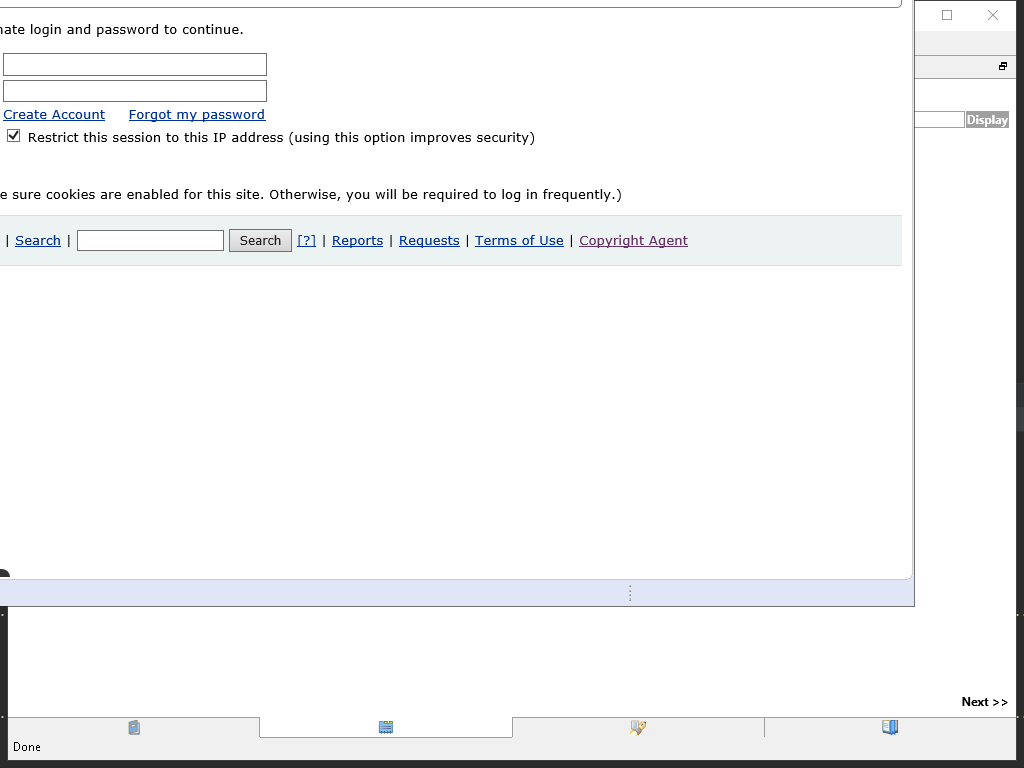 login and password to continue.
Create Account Forgot my password
Restrict this session to this IP address (using this option improves security)
Display
sure cookies are enabled for this site. Otherwise, you will be required to log in frequently.)
| Search | Search [?] | Reports | Requests | Terms of Use | Copyright Agent
Next >>
Done